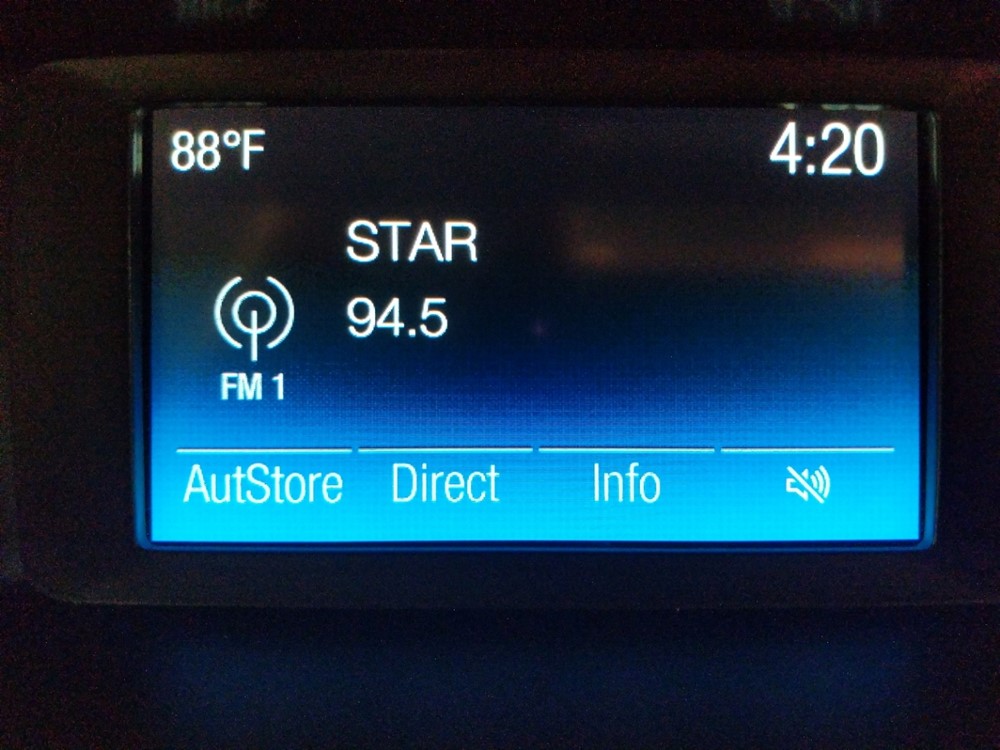 88°F 4:20
STAR
94.5
FM 1
AutStore Direct Info